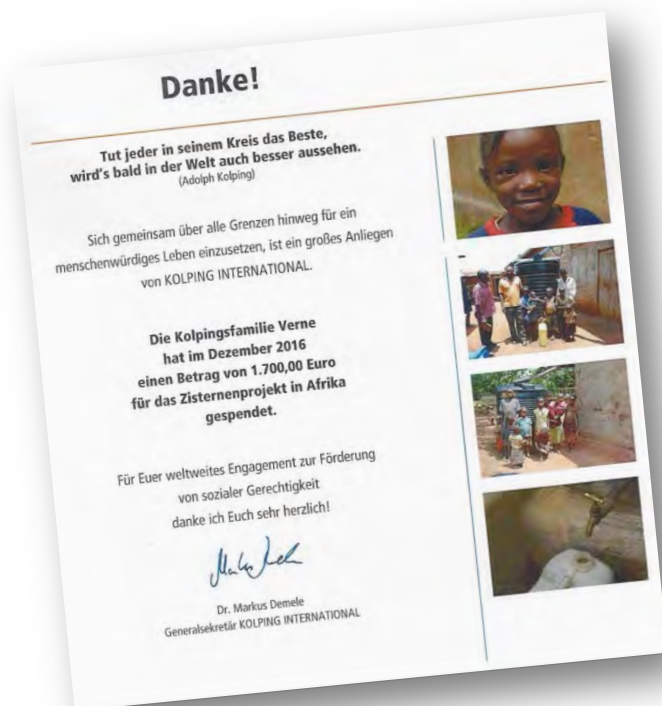 Danke!
Tut jeder in seinem Kreis das Beste,
wird's bald in der Welt auch besser aussehen.
(Adolph Kolping)
Sich gemeinsam über alle Grenzen hinweg für ein
menschenwürdiges Leben einzusetzen, ist ein großes Anliegen
von KOLPING INTERNATIONAL.
Die Kolpingsfamilie Verne
hat im Dezember 2016
einen Betrag von 1.700,00 Euro
für das Zisternenprojekt in Afrika
gespendet.
Für Euer weltweites Engagement zur Förderung
von sozialer Gerechtigkeit
danke ich Euch sehr herzlich!
Dr. Markus Demele
Generalsekretär KOLPING INTERNATIONAL